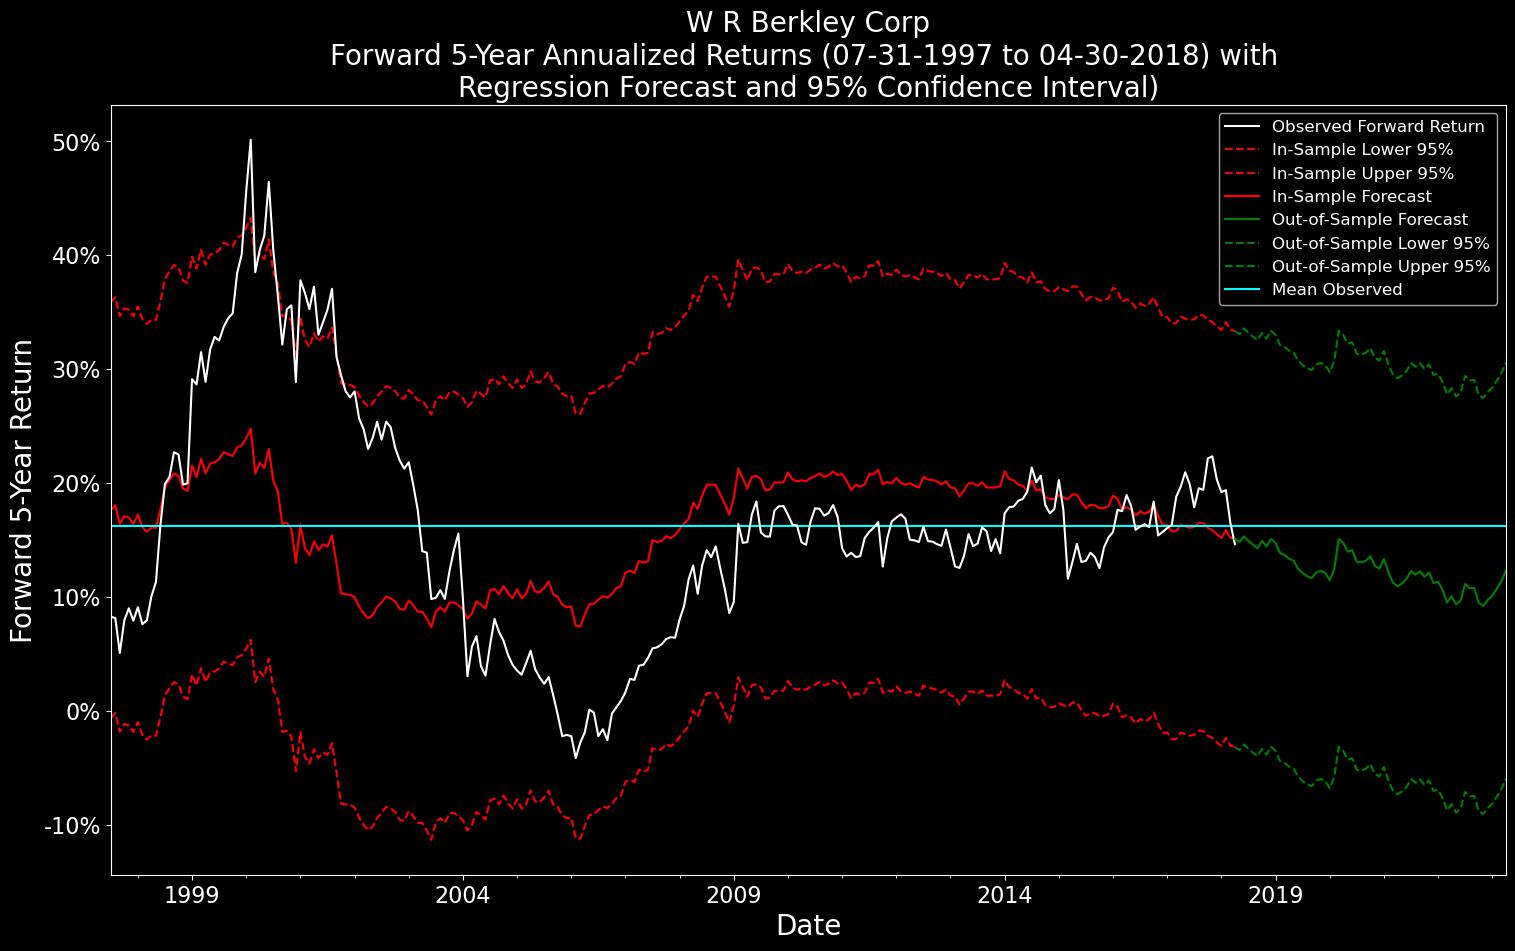 W R Berkley Corp
Forward 5-Year Annualized Returns (07-31-1997 to 04-30-2018) with
Regression Forecast and 95% Confidence Interval)
Observed Forward Return
In-Sample Lower 95%
In-Sample Upper 95%
In-Sample Forecast
Out-of-Sample Forecast
Out-of-Sample Lower 95%
Out-of-Sample Upper 95%
Mean Observed
Forward 5-Year Return
50%
40%
30%
20%
10%
0%
-10%
1999 2004 2009 2014 2019
Date